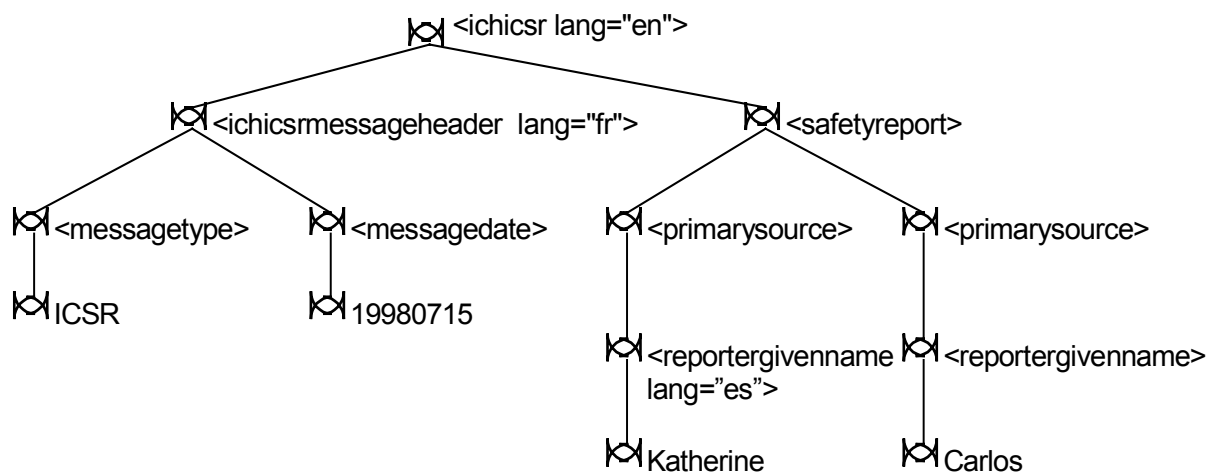 <ichicsr lang="en">
<ichicsrmessageheader lang="fr">
<safetyreport>
<messagetype>
<messagedate>
<primarysource>
<primarysource>
ICSR
19980715
<reportergivenname
lang=”es”>
<reportergivenname>
Katherine
Carlos